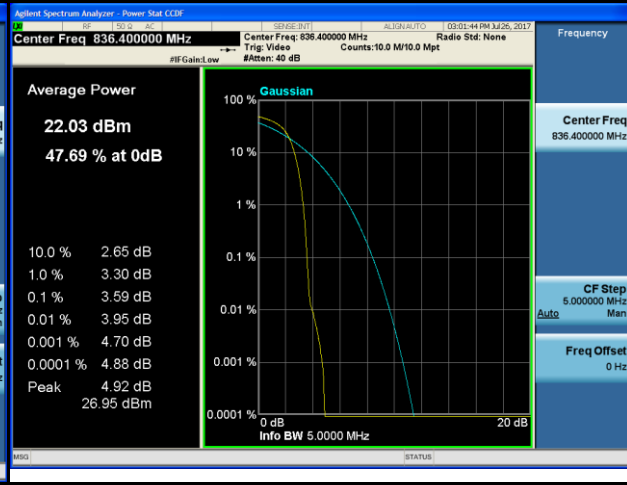 Agilent Spectrum Analyzer - Power Stat CCDF
RF 50 Ω AC SENSE:INT ALIGNAUTO 03:01:44 PM Jul 26, 2017
Center Freq 836.400000 MHz
Center Freq: 836.400000 MHz Radio Std: None
Trig: Video Counts:10.0 M/10.0 Mpt
#IFGain:Low #Atten: 40 dB
Frequency
Average Power
22.03 dBm
47.69 % at 0dB
10.0 % 2.65 dB
1.0 % 3.30 dB
0.1 % 3.59 dB
0.01 % 3.95 dB
0.001 % 4.70 dB
0.0001 % 4.88 dB
Peak 4.92 dB
26.95 dBm
Gaussian
100 %
10 %
1 %
0.1 %
0.01 %
0.001 %
0.0001 %
0 dB 20 dB
Info BW 5.0000 MHz
Center Freq
836.400000 MHz
CF Step
5.000000 MHz
Auto Man
Freq Offset
0 Hz
MSG STATUS